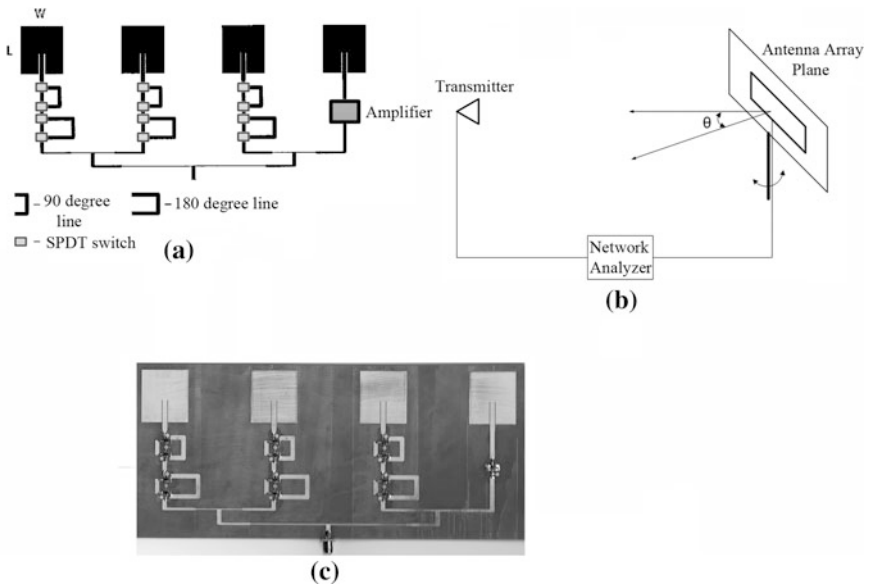 W
L
Amplifier
- 90 degree
line
- 180 degree line
- SPDT switch
(a)
Antenna Array
Plane
Transmitter
θ
Network
Analyzer
(b)
(c)